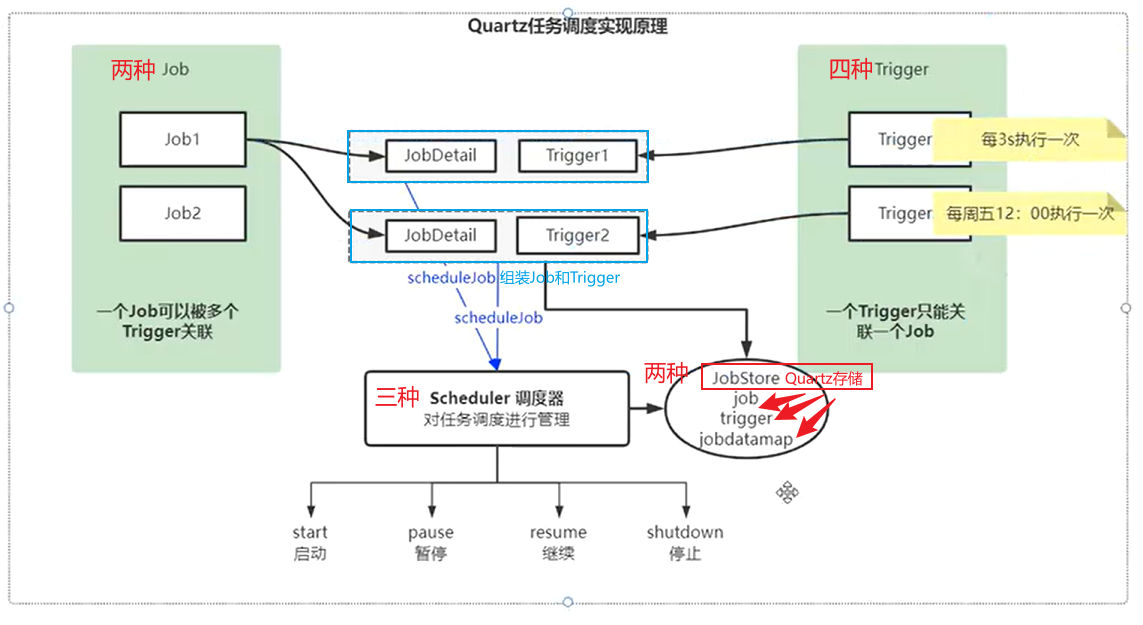 Quartz任务调度实现原理
两种 Job
四种Trigger
Job1
Job2
一个Job可以被多个
Trigger关联
JobDetail
Trigger1
JobDetail
Trigger2
Trigger
每3s执行一次
Trigger
每周五12：00执行一次
一个Trigger只能关
联一个Job
scheduleJob 组装Job和Trigger
scheduleJob
三种 Scheduler 调度器
对任务调度进行管理
两种 JobStore Quartz存储
job
trigger
jobdatamap
start
启动
pause
暂停
resume
继续
shutdown
停止